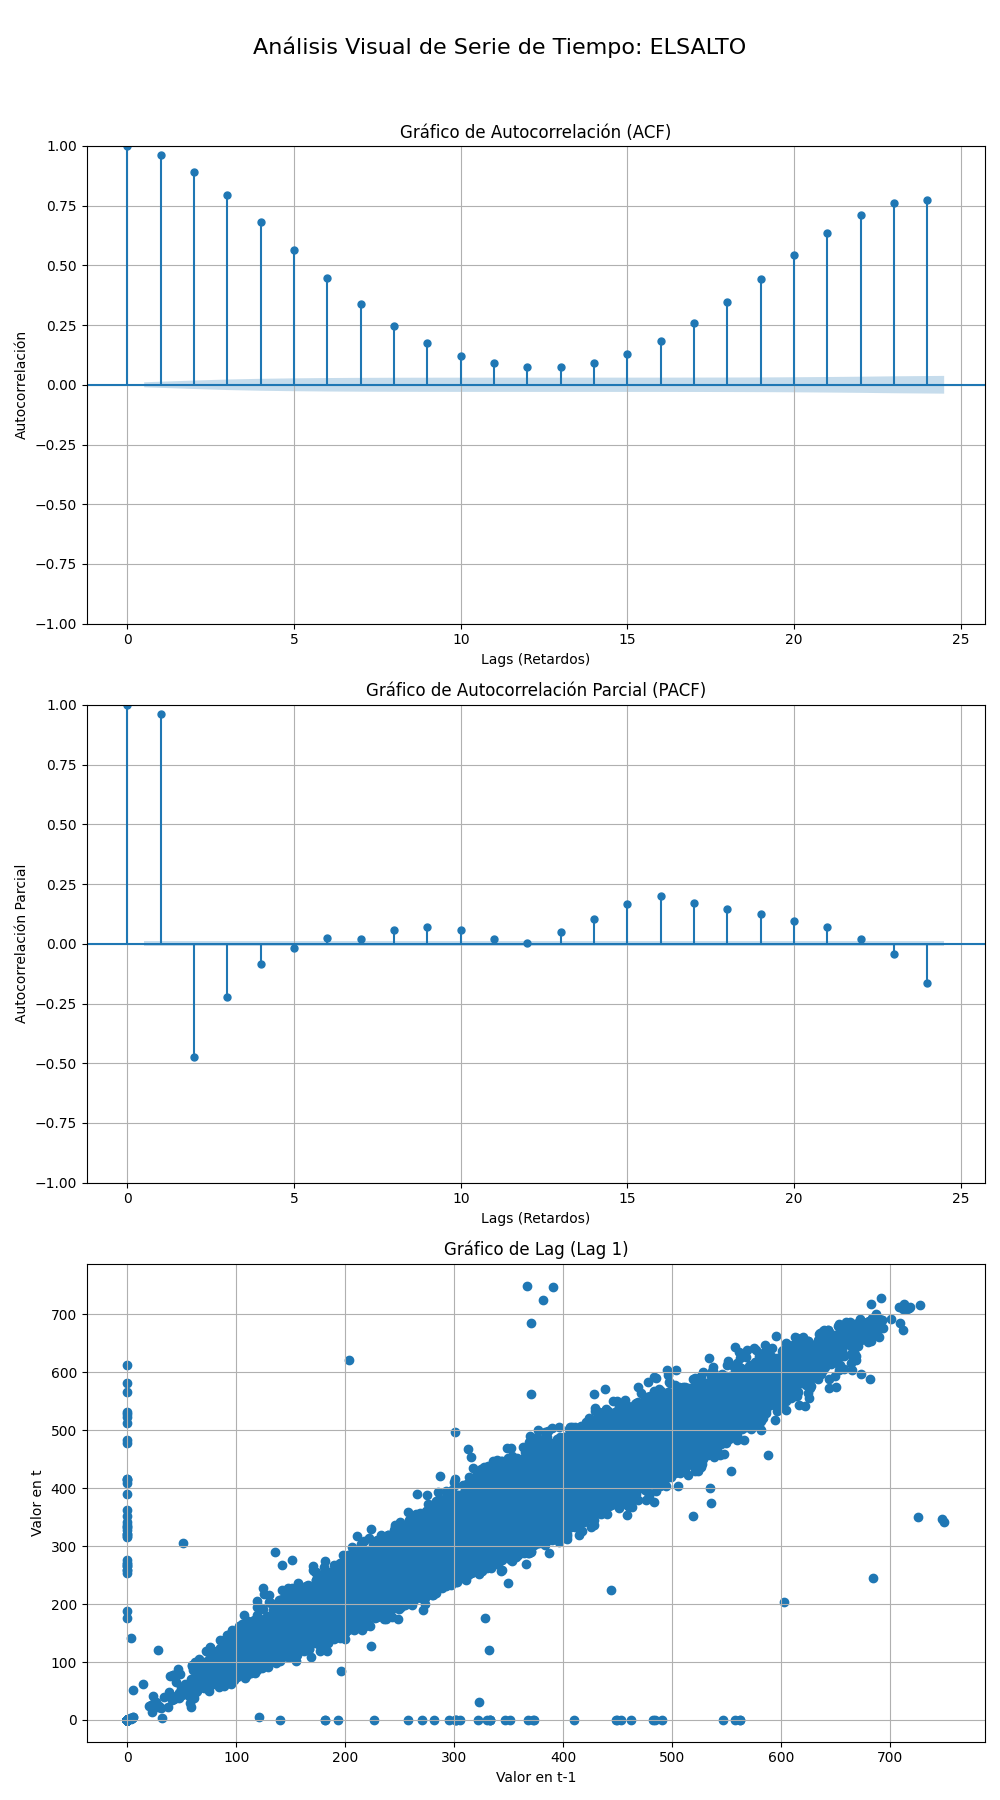 Análisis Visual de Serie de Tiempo: ELSALTO
Gráfico de Autocorrelación (ACF)
1.00
0.75
0.50
0.25
0.00
−0.25
−0.50
−0.75
−1.00
Autocorrelación
0 5 10 15 20 25
Lags (Retardos)
Gráfico de Autocorrelación Parcial (PACF)
1.00
0.75
0.50
0.25
0.00
−0.25
−0.50
−0.75
−1.00
Autocorrelación Parcial
0 5 10 15 20 25
Lags (Retardos)
Gráfico de Lag (Lag 1)
700
600
500
400
300
200
100
0
Valor en t
0 100 200 300 400 500 600 700
Valor en t-1